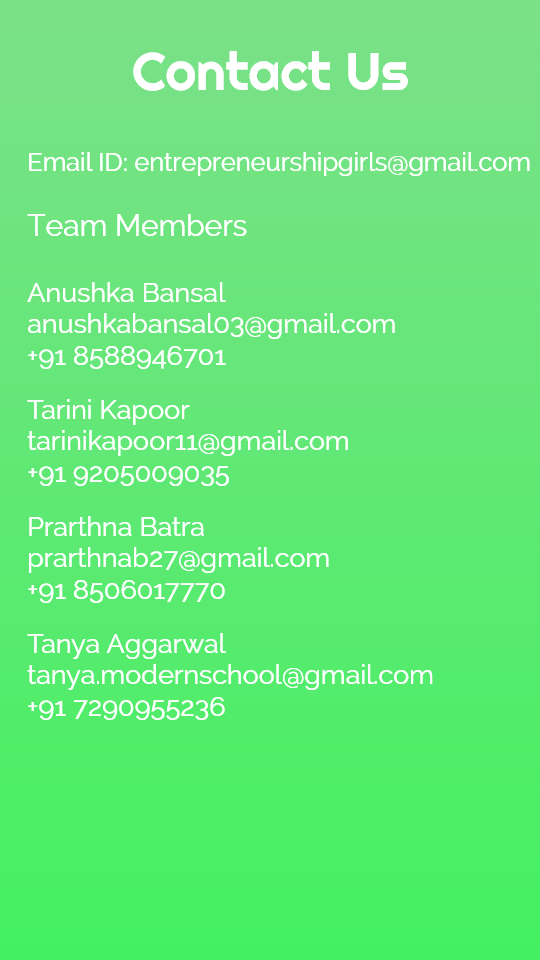 Contact Us
Email ID: entrepreneurshipgirls@gmail.com
Team Members
Anushka Bansal
anushkabansal03@gmail.com
+91 8588946701
Tarini Kapoor
tarinikapoor11@gmail.com
+91 9205009035
Prarthna Batra
prarthnab27@gmail.com
+91 8506017770
Tanya Aggarwal
tanya.modernschool@gmail.com
+91 7290955236